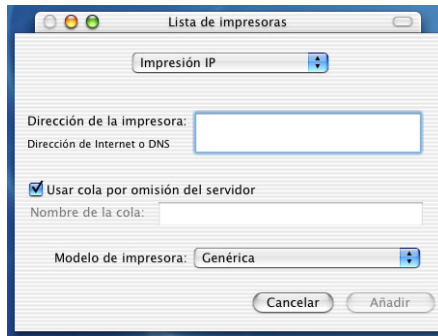 Lista de impresoras
Impresión IP
Dirección de la impresora:
Dirección de Internet o DNS
Usar cola por omisión del servidor
Nombre de la cola:
Modelo de impresora: Genérica
Cancelar Añadir